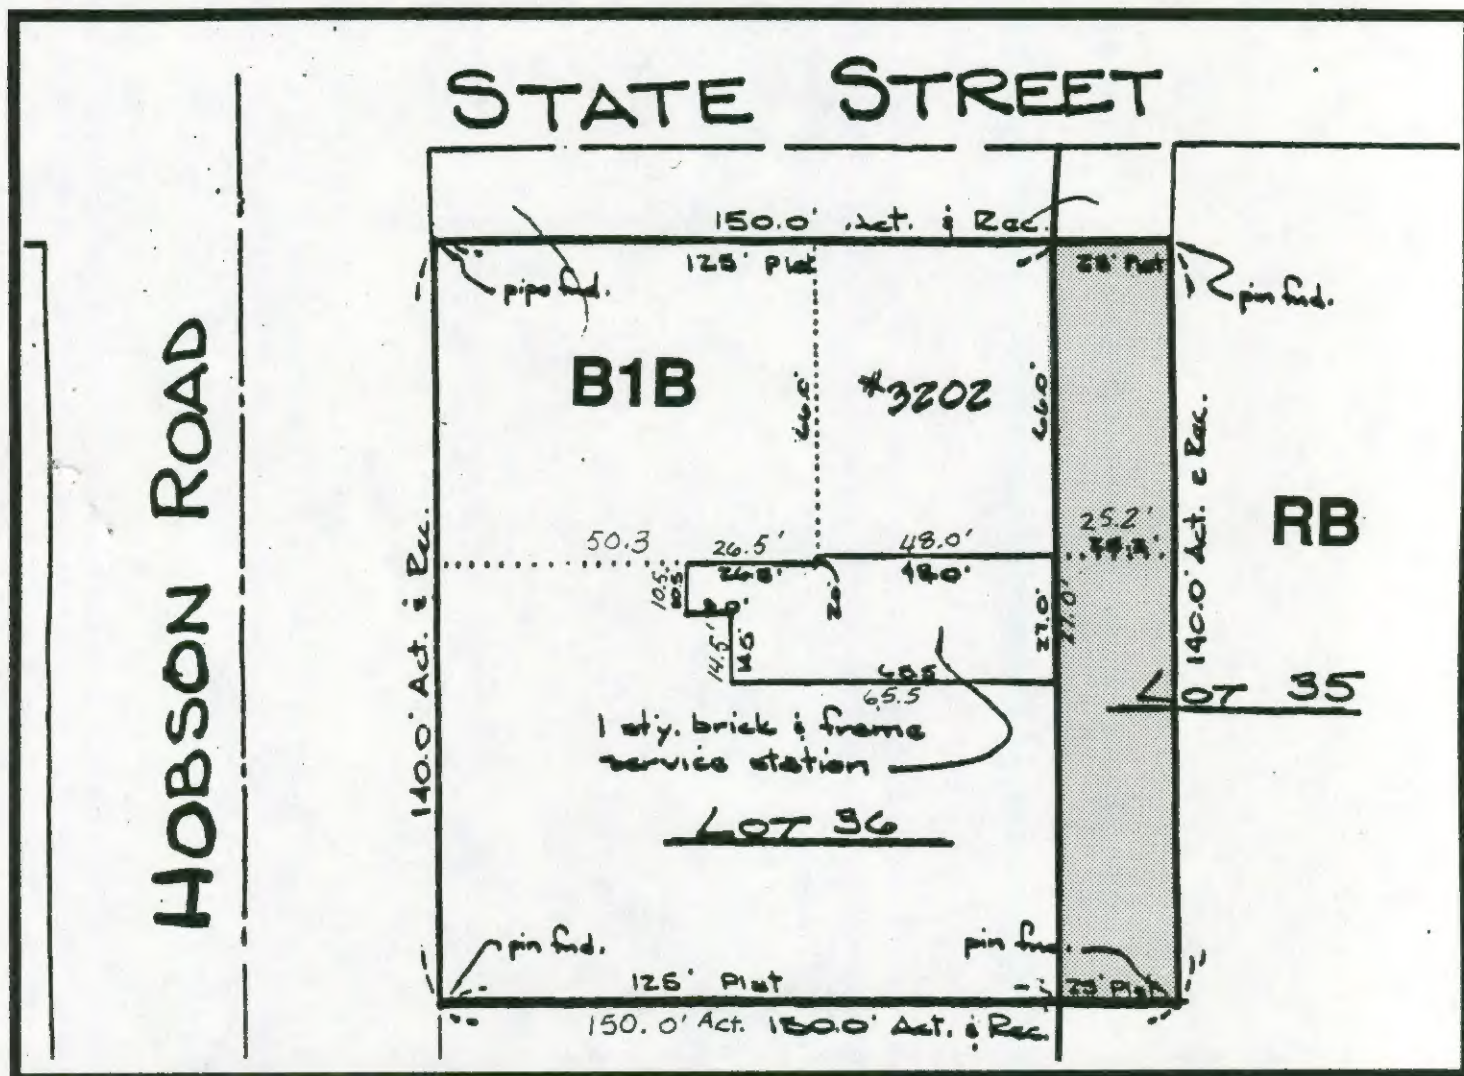 STATE STREET
150.0' Act. & Rec.
125' Plat
25' Plat
pipe fnd.
pin fnd.
HOBSON ROAD
B1B
#3202
66.0'
66.0'
140.0' Act. & Rec.
140.0' Act. & Rec.
RB
50.3
26.5'
26.5'
48.0'
48.0'
25.2'
10.5
10.5
2.0'
27.0'
27.0'
14.5'
14.5'
65.5
65.5
LOT 35
1 sty. brick & frame
service station
LOT 36
pin fnd.
pin fnd.
125' Plat
25' Plat
150.0' Act. 150.0' Act. & Rec.